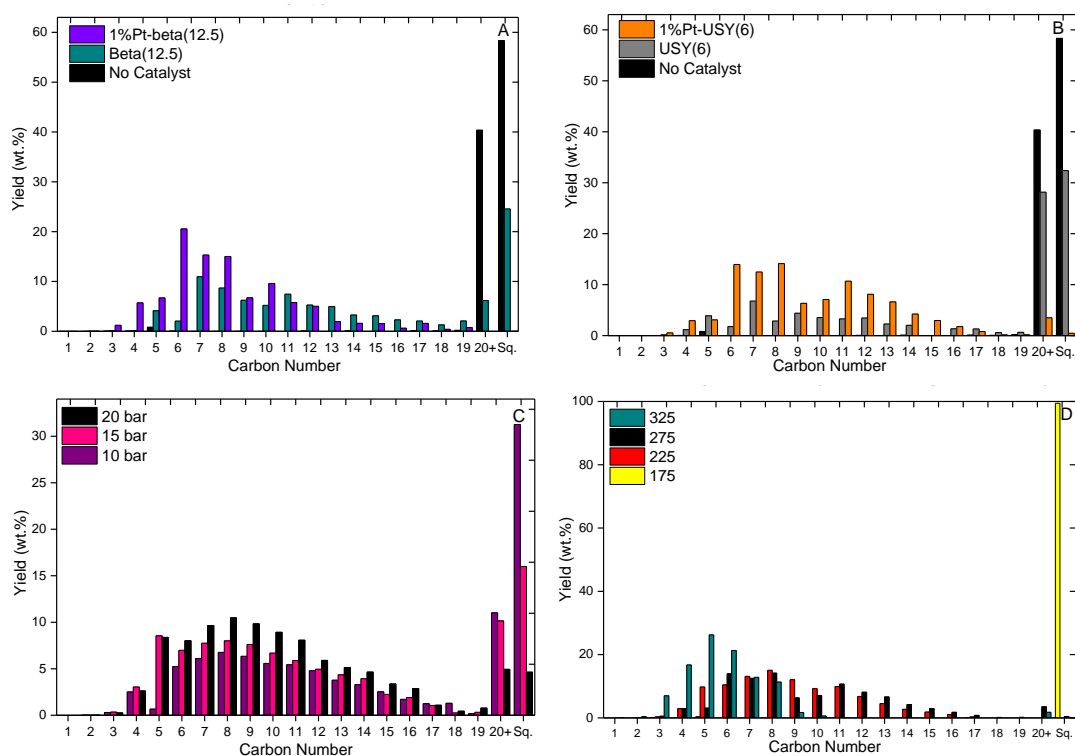 A
1%Pt-beta(12.5)
Beta(12.5)
No Catalyst
Yield (wt.%)
60
50
40
30
20
10
0
1 2 3 4 5 6 7 8 9 10 11 12 13 14 15 16 17 18 19 20+ Sq.
Carbon Number
B
1%Pt-USY(6)
USY(6)
No Catalyst
Yield (wt.%)
60
50
40
30
20
10
0
1 2 3 4 5 6 7 8 9 10 11 12 13 14 15 16 17 18 19 20+ Sq.
Carbon Number
C
20 bar
15 bar
10 bar
Yield (wt.%)
30
25
20
15
10
5
0
1 2 3 4 5 6 7 8 9 10 11 12 13 14 15 16 17 18 19 20+ Sq.
Carbon Number
D
325
275
225
175
Yield (wt.%)
100
80
60
40
20
0
1 2 3 4 5 6 7 8 9 10 11 12 13 14 15 16 17 18 19 20+ Sq.
Carbon Number